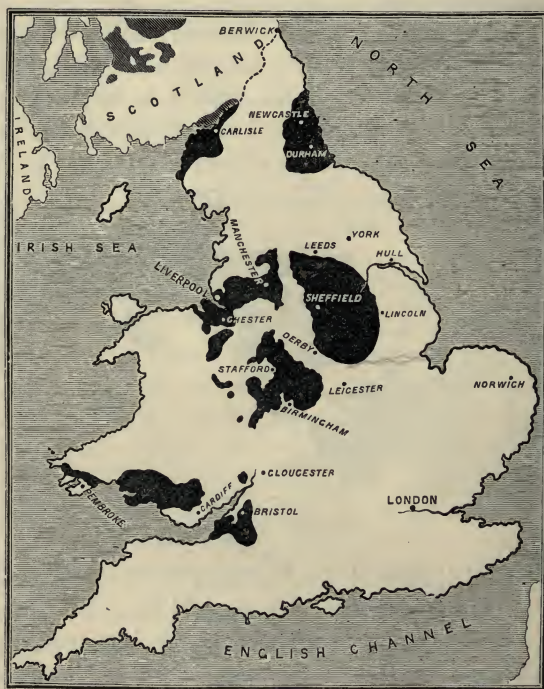 BERWICK
NORTH SEA
SCOTLAND
NEWCASTLE
CARLISLE
DURHAM
IRELAND
YORK
LEEDS
HULL
IRISH SEA
MANCHESTER
LIVERPOOL
SHEFFIELD
LINCOLN
CHESTER
DERBY
STAFFORD
LEICESTER
NORWICH
BIRMINGHAM
GLOUCESTER
PEMBROKE
CARDIFF
BRISTOL
LONDON
ENGLISH CHANNEL